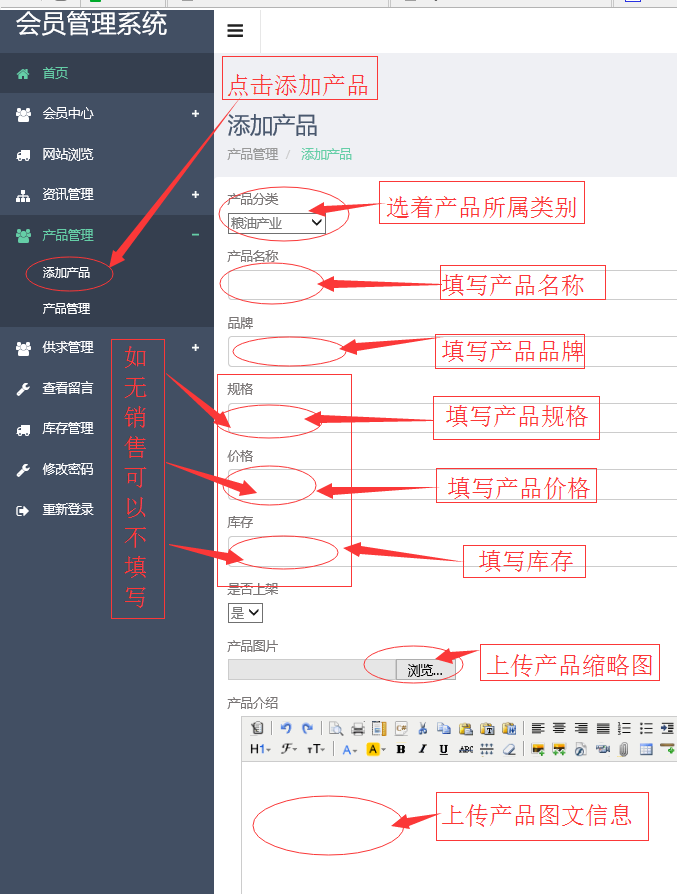 会员管理系统
首页
会员中心
网站浏览
资讯管理
产品管理
添加产品
产品管理
供求管理
查看留言
库存管理
修改密码
重新登录
如无销售可以不填写
点击添加产品
添加产品
产品管理 / 添加产品
产品分类
粮油产业
选着产品所属类别
产品名称
填写产品名称
品牌
填写产品品牌
规格
填写产品规格
价格
填写产品价格
库存
填写库存
是否上架
是
产品图片
浏览...
上传产品缩略图
产品介绍
H1 F TT A A B I U ABC
上传产品图文信息